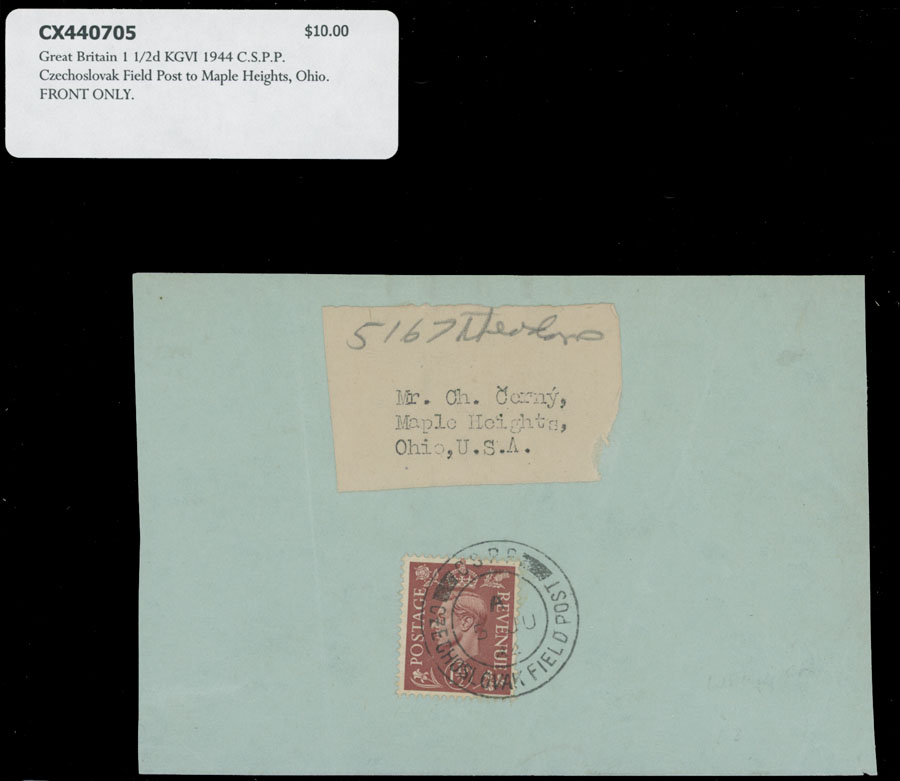 CX440705 $10.00
Great Britain 1 1/2d KGVI 1944 C.S.P.P.
Czechoslovak Field Post to Maple Heights, Ohio.
FRONT ONLY.
5167
Mr. Ch. Černý,
Maple Heights,
Ohio, U.S.A.
POSTAGE
REVENUE
CZECHOSLOVAK FIELD POST